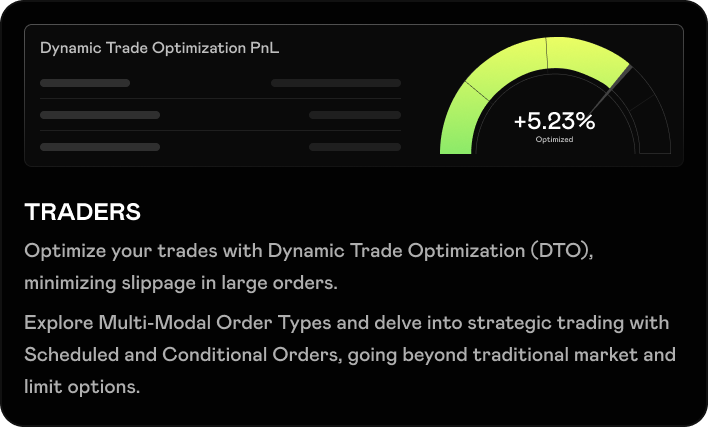 Dynamic Trade Optimization PnL
+5.23%
Optimized
TRADERS
Optimize your trades with Dynamic Trade Optimization (DTO),
minimizing slippage in large orders.
Explore Multi-Modal Order Types and delve into strategic trading with
Scheduled and Conditional Orders, going beyond traditional market and
limit options.